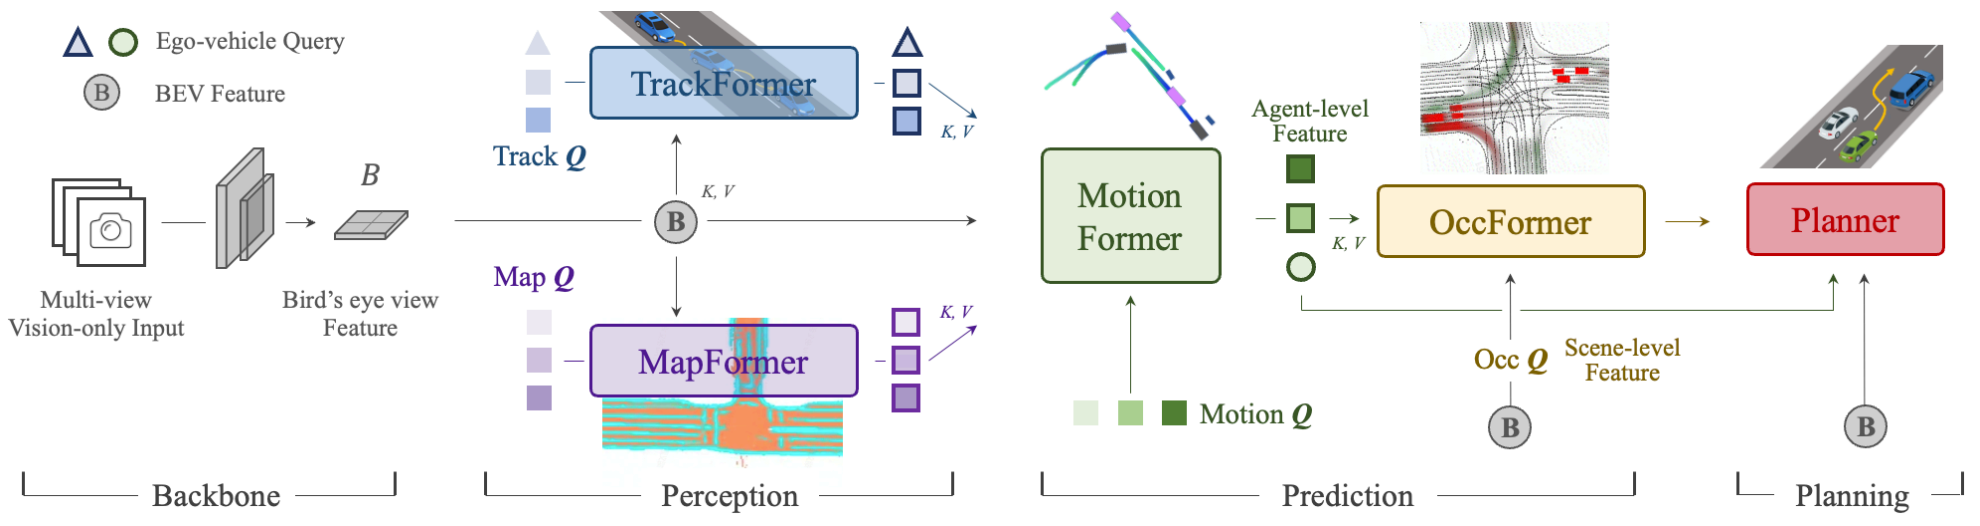 Ego-vehicle Query
B
BEV Feature
Multi-view
Vision-only Input
B
Bird's eye view
Feature
TrackFormer
Track Q
K, V
K, V
B
Map Q
MapFormer
K, V
Motion
Former
Motion Q
Agent-level
Feature
K, V
OccFormer
Occ Q
Scene-level
Feature
B
Planner
B
Backbone
Perception
Prediction
Planning